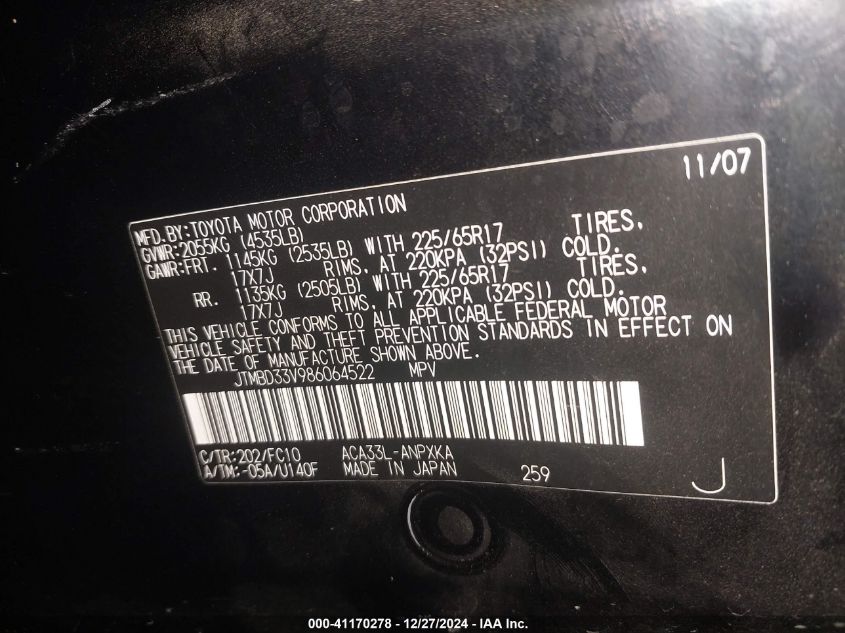 11/07
MFD.BY:TOYOTA MOTOR CORPORATION
GVWR:2055KG (4535LB)
GAWR:FRT. 1145KG (2535LB) WITH 225/65R17 TIRES,
17X7J RIMS, AT 220KPA (32PSI) COLD.
RR. 1135KG (2505LB) WITH 225/65R17 TIRES,
17X7J RIMS, AT 220KPA (32PSI) COLD.
THIS VEHICLE CONFORMS TO ALL APPLICABLE FEDERAL MOTOR
VEHICLE SAFETY AND THEFT PREVENTION STANDARDS IN EFFECT ON
THE DATE OF MANUFACTURE SHOWN ABOVE.
JTMBD33V986064522 MPV
C/TR:202/FC10 ACA33L-ANPXKA
A/TM:-05A/U140F MADE IN JAPAN 259 J
000-41170278 - 12/27/2024 - IAA Inc.